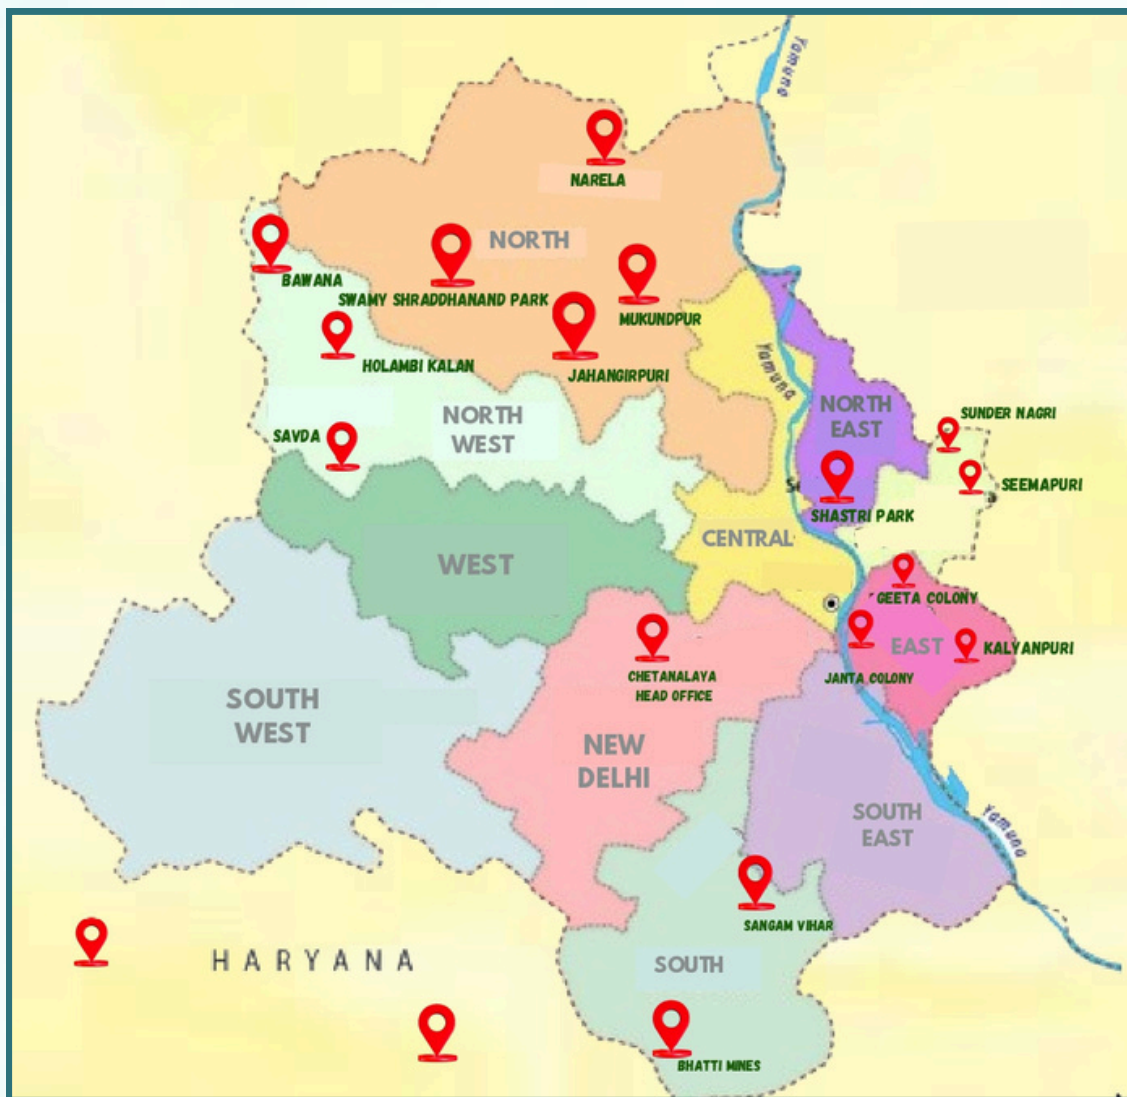 Yamuna
NARELA
NORTH
BAWANA
SWAMY SHRADDHANAND PARK
MUKUNDPUR
HOLAMBI KALAN
JAHANGIRPURI
Yamuna
NORTH
WEST
NORTH
EAST
SUNDER NAGRI
SAVDA
SEEMAPURI
SHASTRI PARK
CENTRAL
WEST
GEETA COLONY
EAST
KALYANPURI
CHETANALAYA
HEAD OFFICE
JANTA COLONY
SOUTH
WEST
NEW
DELHI
SOUTH
EAST
Yamuna
SANGAM VIHAR
HARYANA
SOUTH
BHATTI MINES